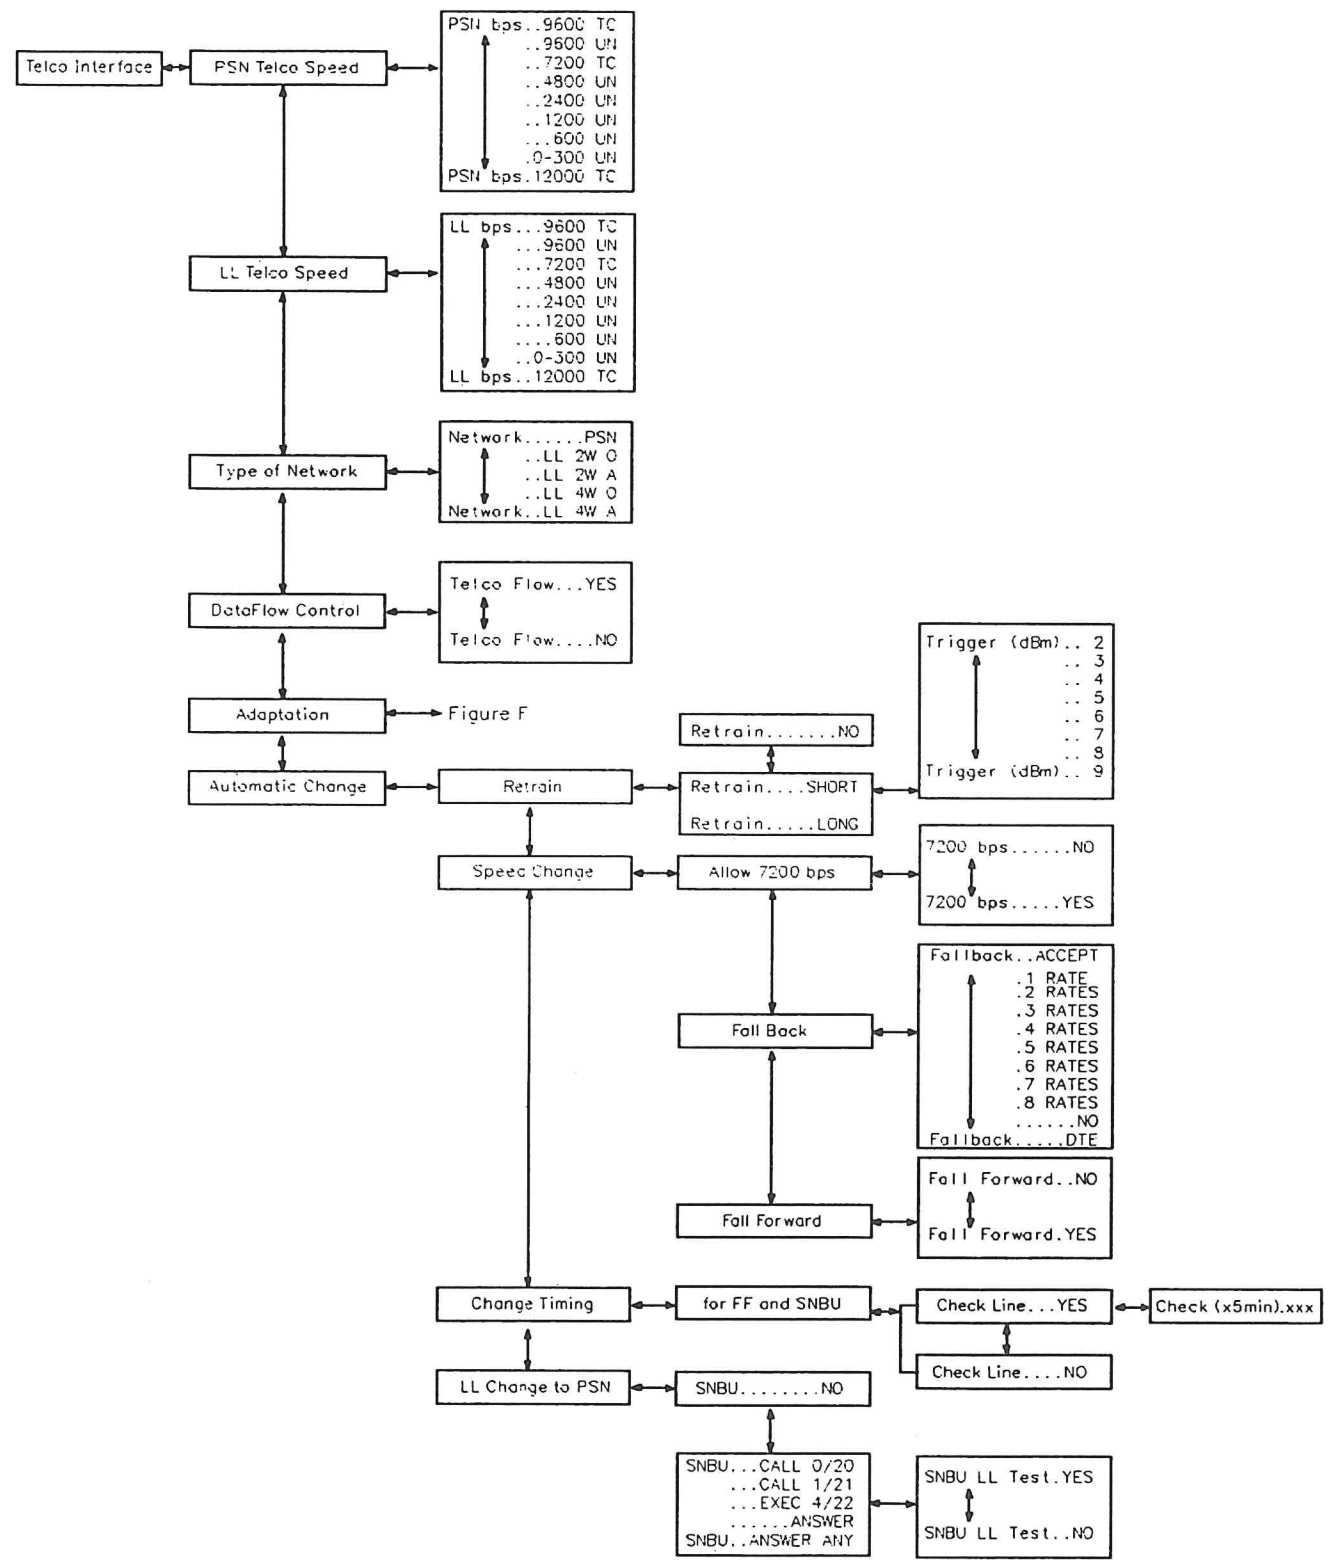 Telco Interface
PSN Telco Speed
PSN bps..9600 TC
..9600 UN
..7200 TC
..4800 UN
..2400 UN
..1200 UN
...600 UN
.0-300 UN
PSN bps.12000 TC
LL Telco Speed
LL bps...9600 TC
...9600 UN
...7200 TC
...4800 UN
...2400 UN
...1200 UN
....600 UN
..0-300 UN
LL bps..12000 TC
Type of Network
Network......PSN
..LL 2W O
..LL 2W A
..LL 4W O
Network..LL 4W A
DataFlow Control
Telco Flow...YES
Telco Flow....NO
Adaptation
Figure F
Automatic Change
Retrain
Retrain.......NO
Retrain....SHORT
Retrain.....LONG
Trigger (dBm).. 2
.. 3
.. 4
.. 5
.. 6
.. 7
.. 8
Trigger (dBm).. 9
Speed Change
Allow 7200 bps
7200 bps......NO
7200 bps.....YES
Fall Back
Fallback..ACCEPT
.1 RATE
.2 RATES
.3 RATES
.4 RATES
.5 RATES
.6 RATES
.7 RATES
.8 RATES
......NO
Fallback.....DTE
Fall Forward
Fall Forward..NO
Fall Forward.YES
Change Timing
for FF and SNBU
Check Line...YES
Check (x5min).xxx
Check Line....NO
LL Change to PSN
SNBU........NO
SNBU...CALL 0/20
...CALL 1/21
...EXEC 4/22
......ANSWER
SNBU..ANSWER ANY
SNBU LL Test.YES
SNBU LL Test..NO